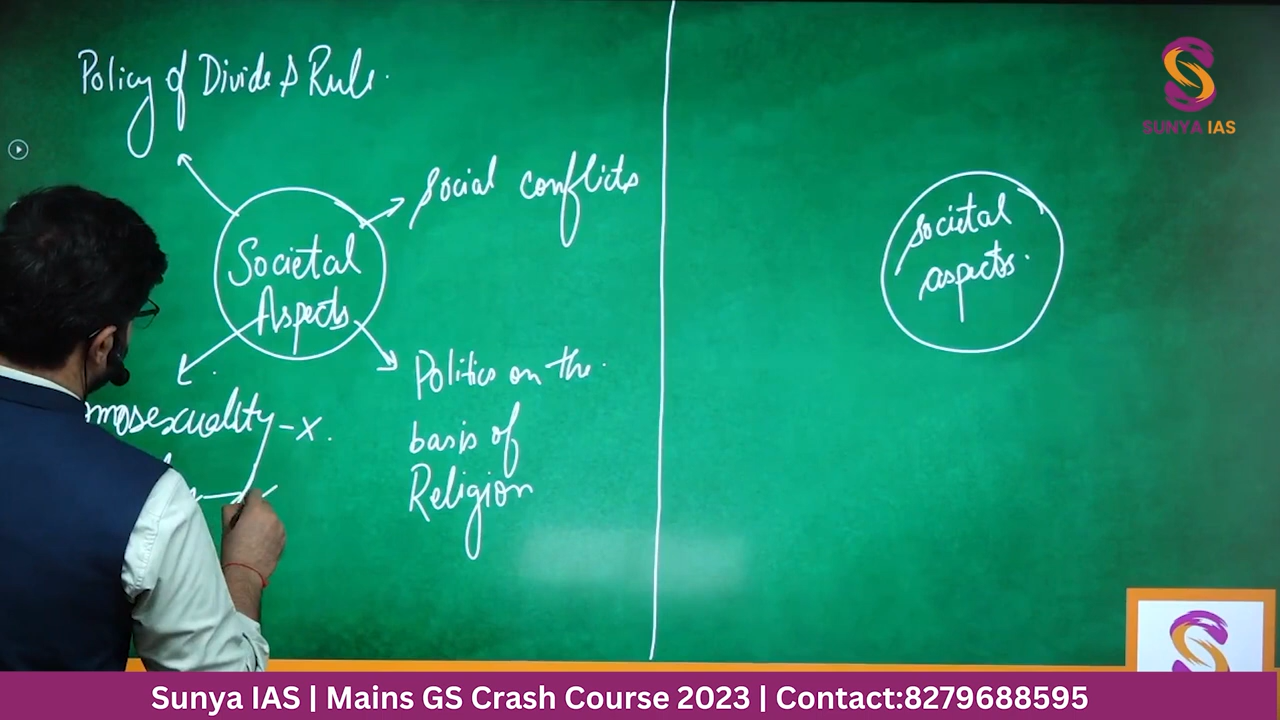 Policy of Divide & Rule.
SUNYA IAS
Social conflicts
Societal
Aspects
Politics on the.
basis of
Religion
mosexuality - x.
societal
aspects.
Sunya IAS | Mains GS Crash Course 2023 | Contact:8279688595